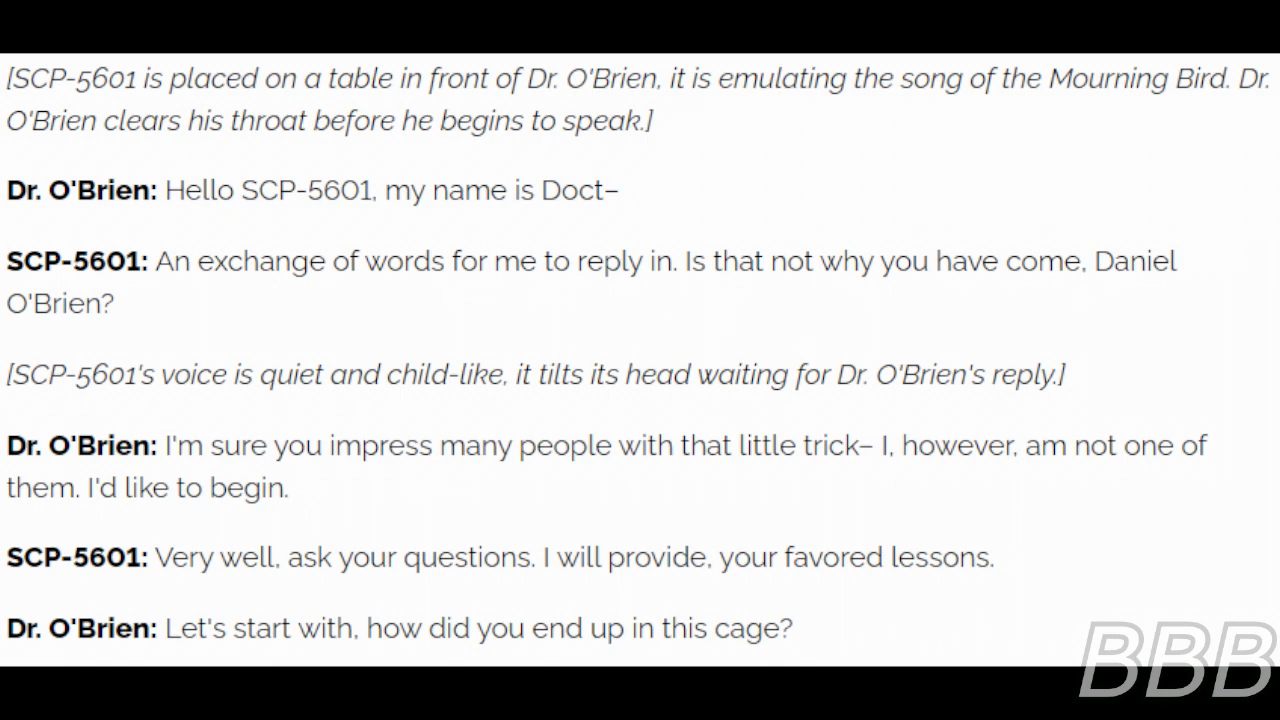 [SCP-5601 is placed on a table in front of Dr. O'Brien, it is emulating the song of the Mourning Bird. Dr.
O'Brien clears his throat before he begins to speak.]
Dr. O'Brien: Hello SCP-5601, my name is Doct–
SCP-5601: An exchange of words for me to reply in. Is that not why you have come, Daniel
O'Brien?
[SCP-5601's voice is quiet and child-like, it tilts its head waiting for Dr. O'Brien's reply.]
Dr. O'Brien: I'm sure you impress many people with that little trick– I, however, am not one of
them. I'd like to begin.
SCP-5601: Very well, ask your questions. I will provide, your favored lessons.
Dr. O'Brien: Let's start with, how did you end up in this cage?
BBB